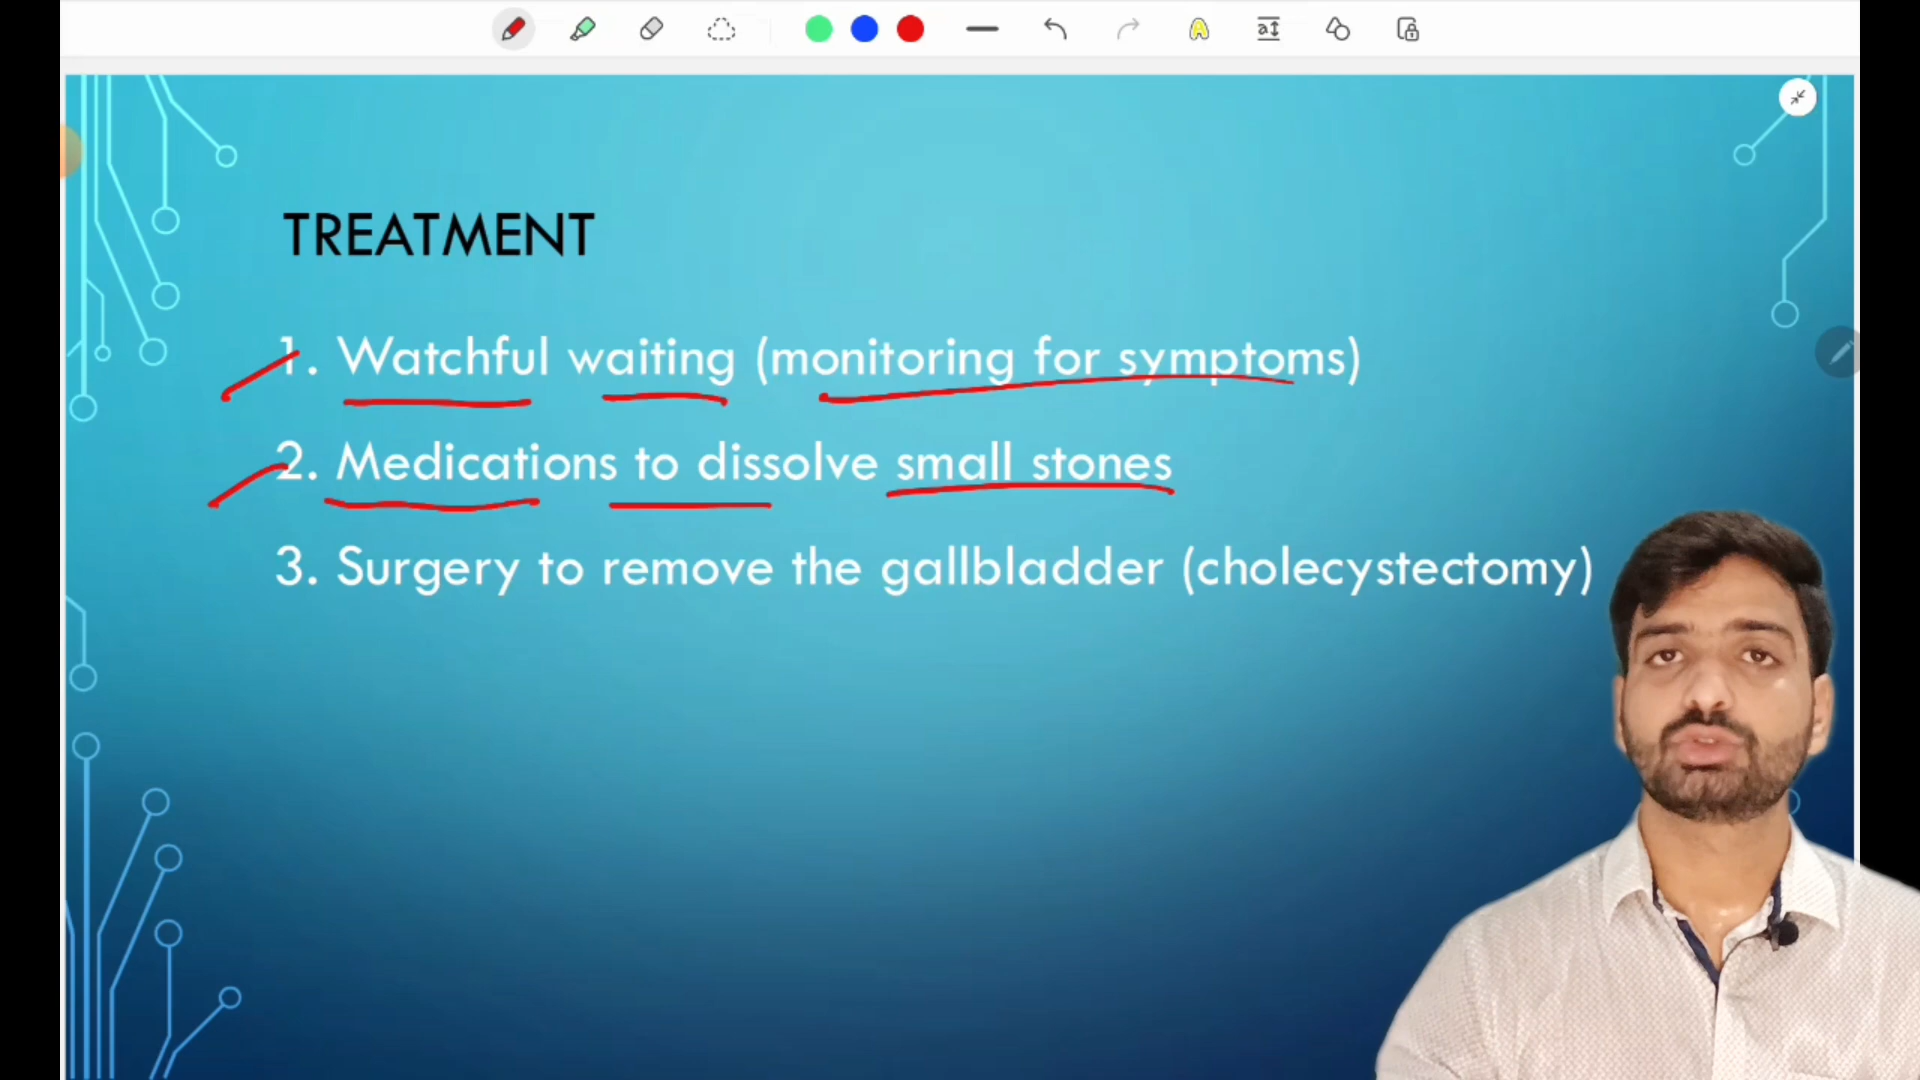 TREATMENT
1. Watchful waiting (monitoring for symptoms)
2. Medications to dissolve small stones
3. Surgery to remove the gallbladder (cholecystectomy)